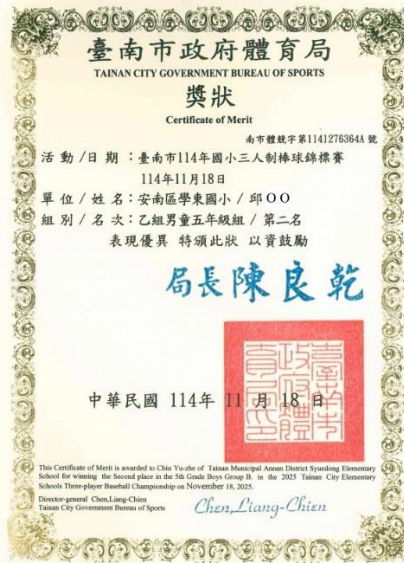 臺南市政府體育局
TAINAN CITY GOVERNMENT BUREAU OF SPORTS
獎狀
Certificate of Merit
南市體競字第1141276364A 號
活動 /日 期 ：臺南市114年國小三人制棒球錦標賽
114年11月18日
單位 / 姓 名：安南區學東國小 / 邱OO
組別 / 名 次：乙組男童五年級組 / 第二名
表現優異 特頒此狀 以資鼓勵
局長陳良乾
臺南市政府體育局印
中華民國 114年 11 月 18 日
This Certificate of Merit is awarded to Chiu Yu-zhe of Tainan Municipal Annan District Syuedong Elementary
School for winning the Second place in the 5th Grade Boys Group B. in the 2025 Tainan City Elementary
Schools Three-player Baseball Championship on November 18, 2025.
Director-general Chen,Liang-Chien
Tainan City Government Bureau of Sports
Chen,Liang-Chien